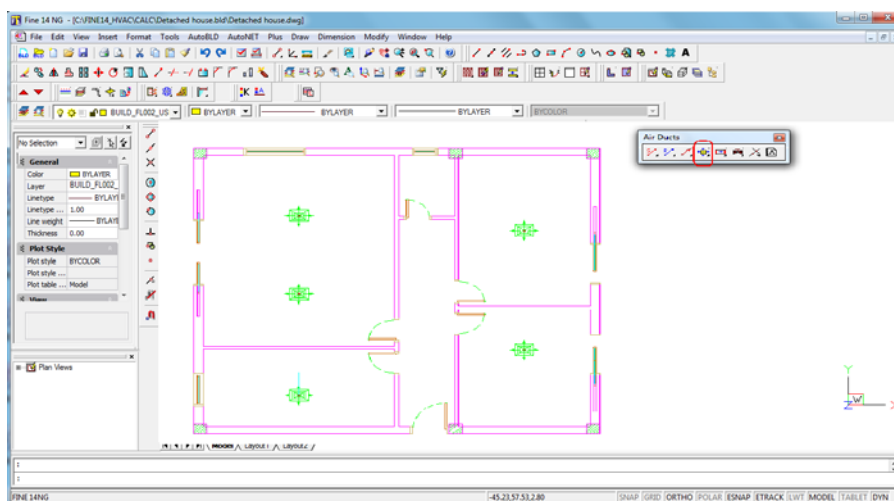 Fine 14 NG - [C:\FINE14_HVAC\CALC\Detached house.bld\Detached house.dwg]
File Edit View Insert Format Tools AutoBLD AutoNET Plus Draw Dimension Modify Window Help
BUILD_FL002_US BYLAYER BYLAYER BYLAYER BYCOLOR
Air Ducts
No Selection
General
Color BYLAYER
Layer BUILD_FL002_
Linetype BYLAY
Linetype ... 1.00
Line weight BYLAY
Thickness 0.00
Plot Style
Plot style BYCOLOR
Plot style ...
Plot table ... Model
View
Plan Views
Y
W
X
Z
Model Layout1 Layout2
:
:
FINE 14NG -45.23,57.53,2.80 SNAP GRID ORTHO POLAR ESNAP ETRACK LWT MODEL TABLET DYN